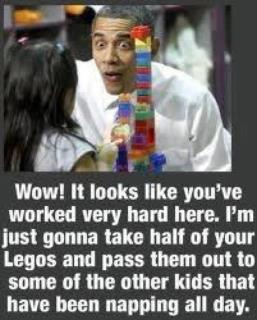 Wow! It looks like you've
worked very hard here. I'm
just gonna take half of your
Legos and pass them out to
some of the other kids that
have been napping all day.